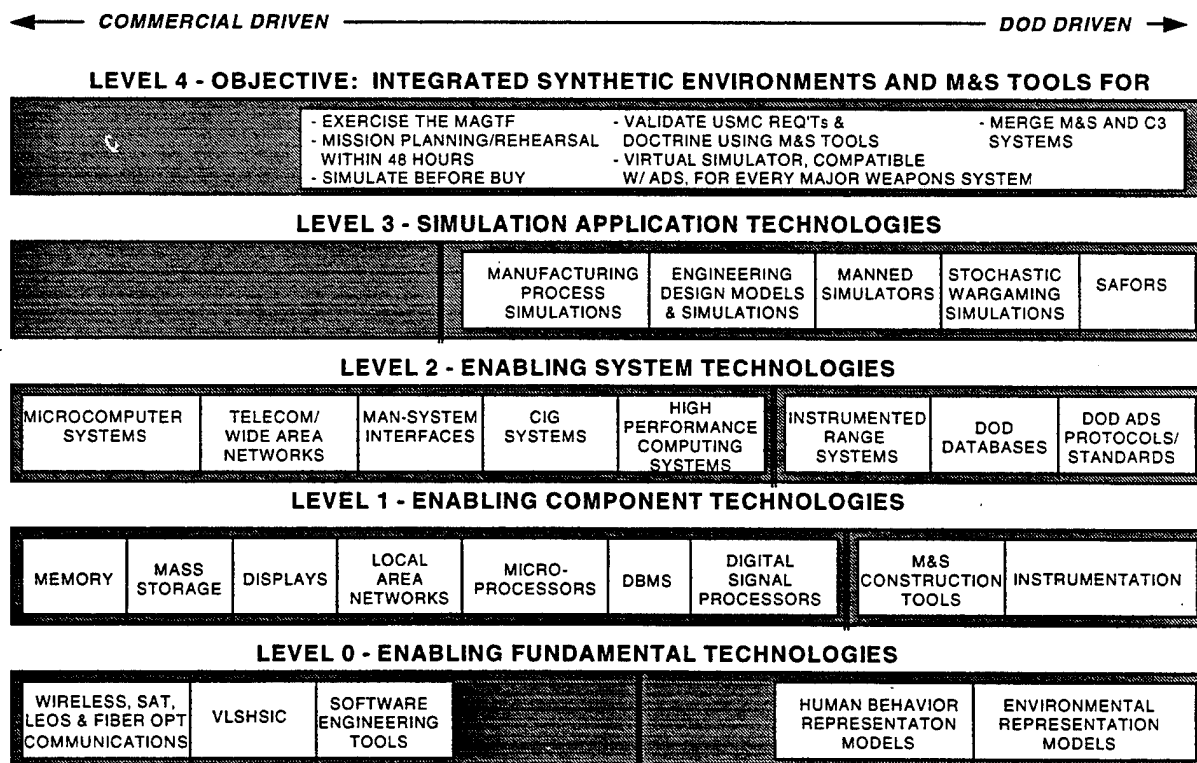 COMMERCIAL DRIVEN
DOD DRIVEN
LEVEL 4 - OBJECTIVE: INTEGRATED SYNTHETIC ENVIRONMENTS AND M&S TOOLS FOR
- EXERCISE THE MAGTF
- MISSION PLANNING/REHEARSAL
WITHIN 48 HOURS
- SIMULATE BEFORE BUY
- VALIDATE USMC REQ'Ts &
DOCTRINE USING M&S TOOLS
- VIRTUAL SIMULATOR, COMPATIBLE
W/ ADS, FOR EVERY MAJOR WEAPONS SYSTEM
- MERGE M&S AND C3
SYSTEMS
LEVEL 3 - SIMULATION APPLICATION TECHNOLOGIES
MANUFACTURING
PROCESS
SIMULATIONS
ENGINEERING
DESIGN MODELS
& SIMULATIONS
MANNED
SIMULATORS
STOCHASTIC
WARGAMING
SIMULATIONS
SAFORS
LEVEL 2 - ENABLING SYSTEM TECHNOLOGIES
MICROCOMPUTER
SYSTEMS
TELECOM/
WIDE AREA
NETWORKS
MAN-SYSTEM
INTERFACES
CIG
SYSTEMS
HIGH
PERFORMANCE
COMPUTING
SYSTEMS
INSTRUMENTED
RANGE
SYSTEMS
DOD
DATABASES
DOD ADS
PROTOCOLS/
STANDARDS
LEVEL 1 - ENABLING COMPONENT TECHNOLOGIES
MEMORY
MASS
STORAGE
DISPLAYS
LOCAL
AREA
NETWORKS
MICRO-
PROCESSORS
DBMS
DIGITAL
SIGNAL
PROCESSORS
M&S
CONSTRUCTION
TOOLS
INSTRUMENTATION
LEVEL 0 - ENABLING FUNDAMENTAL TECHNOLOGIES
WIRELESS, SAT,
LEOS & FIBER OPT
COMMUNICATIONS
VLSHSIC
SOFTWARE
ENGINEERING
TOOLS
HUMAN BEHAVIOR
REPRESENTATON
MODELS
ENVIRONMENTAL
REPRESENTATION
MODELS